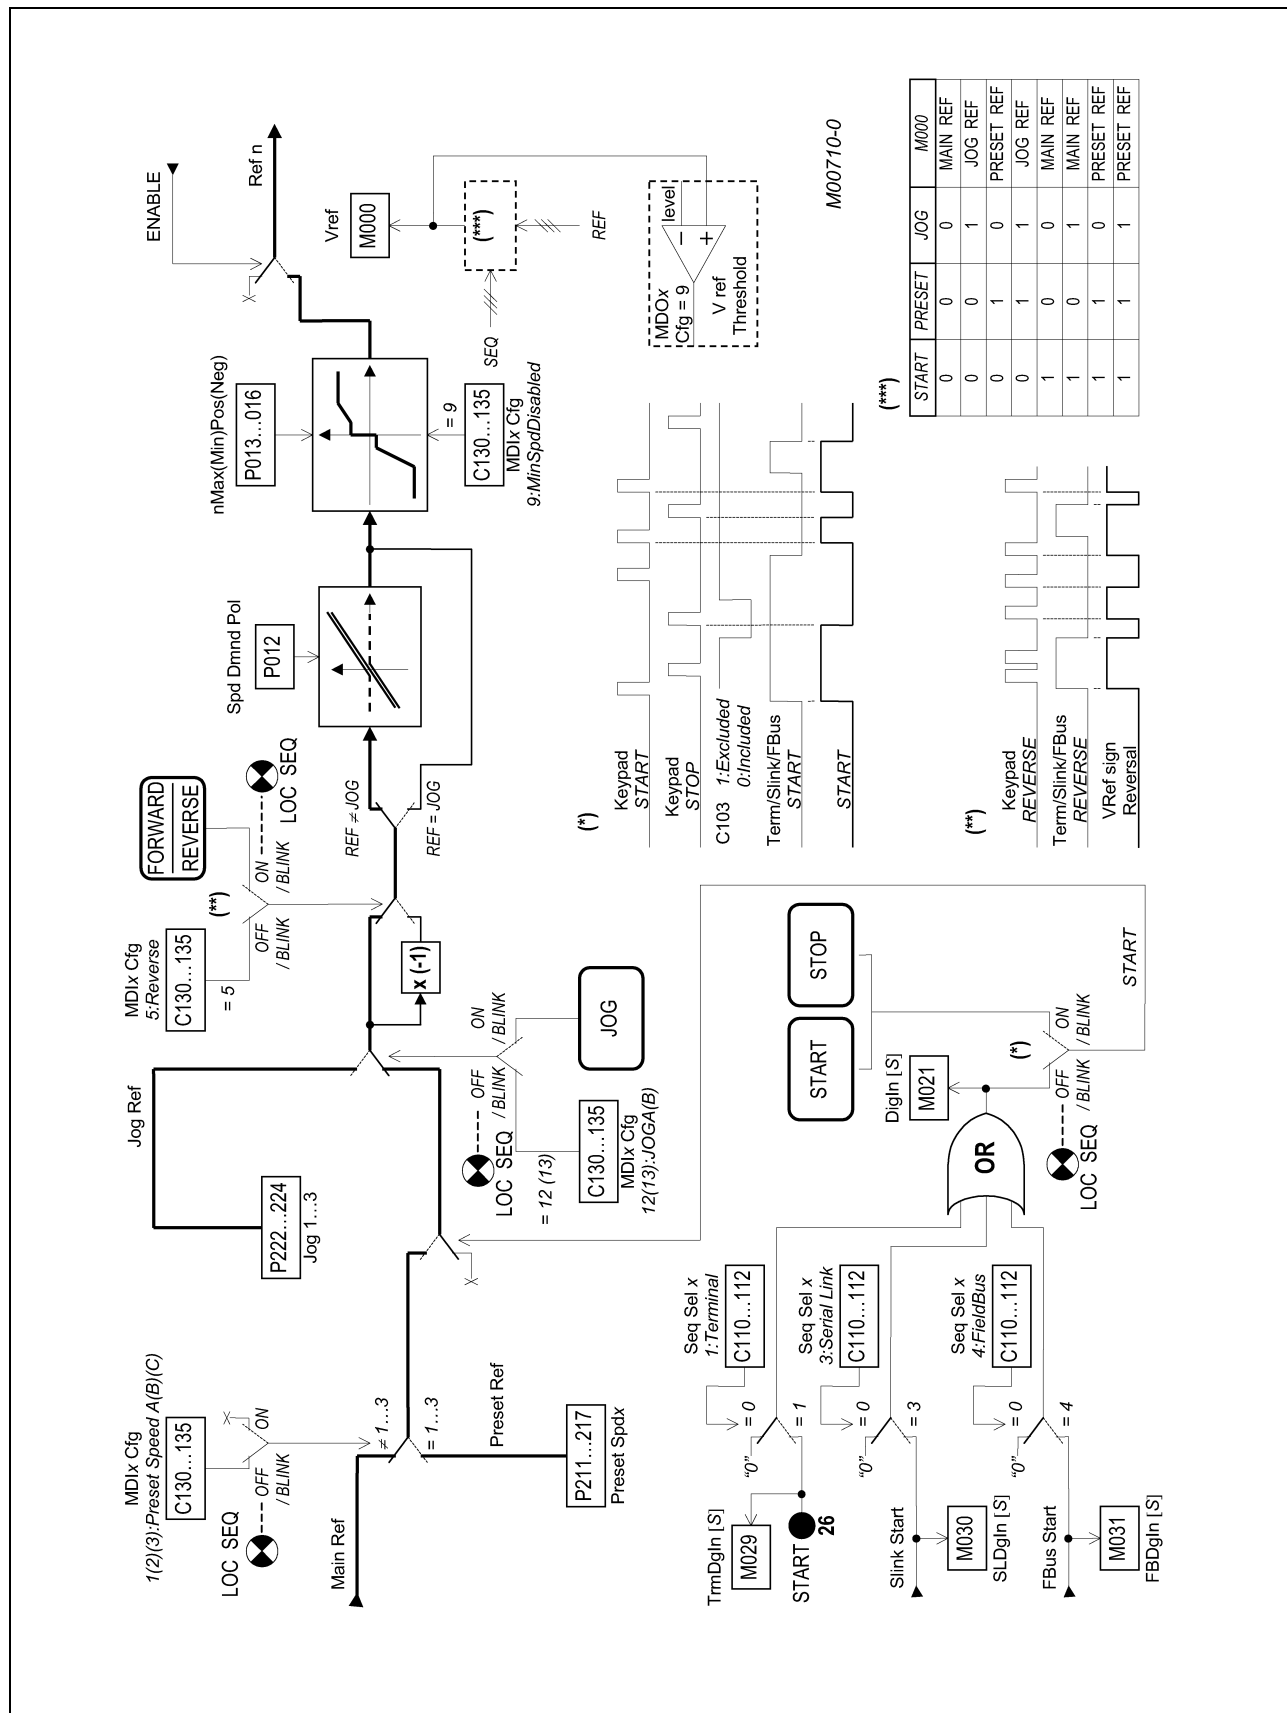 MDIx Cfg
1(2)(3):Preset Speed A(B)(C)
C130...135
LOC SEQ
OFF
/ BLINK
ON
Main Ref
≠ 1...3
= 1...3
Preset Ref
P211...217
Preset Spdx
Jog Ref
P222...224
Jog 1...3
LOC SEQ
OFF
/ BLINK
ON
/ BLINK
= 12 (13)
C130...135
MDIx Cfg
12(13):JOGA(B)
JOG
MDIx Cfg
5:Reverse
C130...135
= 5
(**)
OFF
/ BLINK
ON
/ BLINK
FORWARD
REVERSE
LOC SEQ
x (-1)
REF ≠ JOG
REF = JOG
Spd Dmnd Pol
P012
nMax(Min)Pos(Neg)
P013...016
= 9
C130...135
MDIx Cfg
9:MinSpdDisabled
ENABLE
Ref n
Vref
M000
(***)
SEQ
REF
MDOx
Cfg = 9
level
V ref
Threshold
M00710-0
TrmDgIn [S]
M029
START
26
"0"
= 0
= 1
Seq Sel x
1:Terminal
C110...112
Slink Start
M030
SLDgIn [S]
"0"
= 0
= 3
Seq Sel x
3:Serial Link
C110...112
FBus Start
M031
FBDgIn [S]
"0"
= 0
= 4
Seq Sel x
4:FieldBus
C110...112
OR
DigIn [S]
M021
START
STOP
(*)
LOC SEQ
OFF
/ BLINK
ON
/ BLINK
START
(*)
Keypad
START
Keypad
STOP
C103 1:Excluded
0:Included
Term/Slink/FBus
START
START
(**)
Keypad
REVERSE
Term/Slink/FBus
REVERSE
VRef sign
Reversal
(***)
START PRESET JOG M000
0 0 0 MAIN REF
0 0 1 JOG REF
0 1 0 PRESET REF
0 1 1 JOG REF
1 0 0 MAIN REF
1 0 1 MAIN REF
1 1 0 PRESET REF
1 1 1 PRESET REF